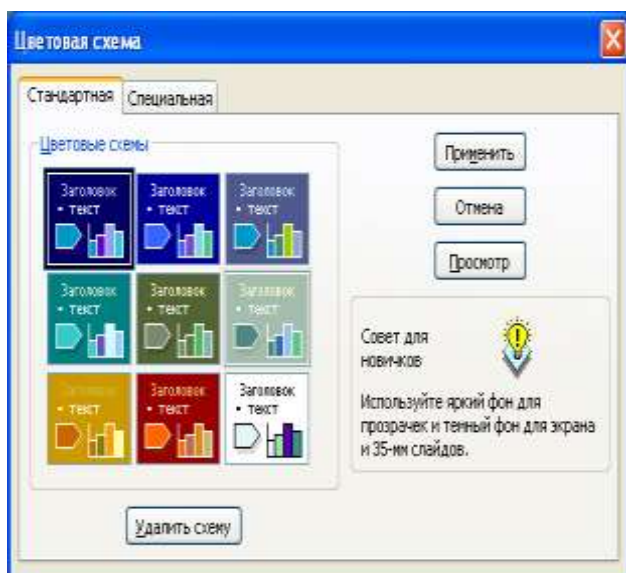 Цветовая схема
Стандартная
Специальная
Цветовые схемы
Заголовок
• текст
Заголовок
• текст
Заголовок
• текст
Заголовок
• текст
Заголовок
• текст
Заголовок
• текст
Заголовок
• текст
Заголовок
• текст
Заголовок
• текст
Удалить схему
Применить
Отмена
Просмотр
Совет для
новичков
Используйте яркий фон для
прозрачек и темный фон для экрана
и 35-мм слайдов.